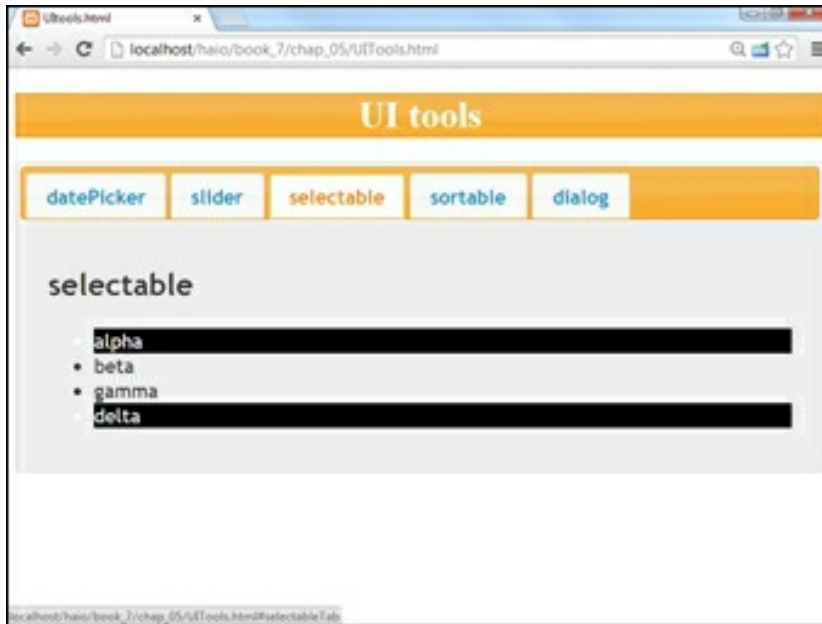 UItools.html
localhost/haio/book_7/chap_05/UITools.html
UI tools
datePicker
slider
selectable
sortable
dialog
selectable
alpha
beta
gamma
delta
localhost/haio/book_7/chap_05/UITools.html#selectableTab